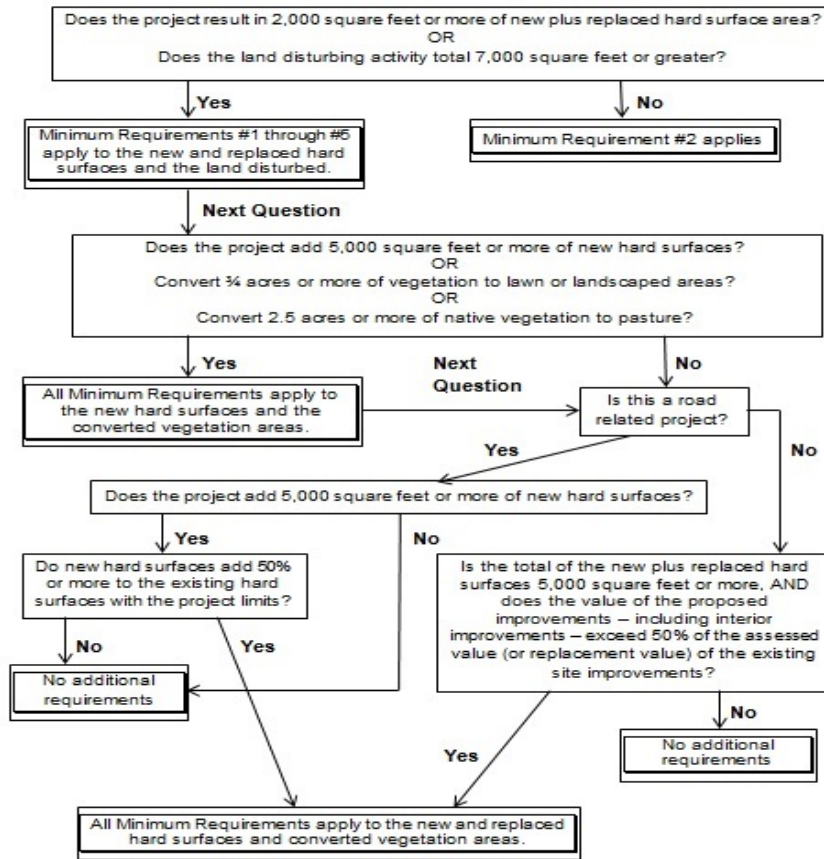 Does the project result in 2,000 square feet or more of new plus replaced hard surface area?
OR
Does the land disturbing activity total 7,000 square feet or greater?
Yes
No
Minimum Requirements #1 through #5
apply to the new and replaced hard
surfaces and the land disturbed.
Minimum Requirement #2 applies
Next Question
Does the project add 5,000 square feet or more of new hard surfaces?
OR
Convert ¾ acres or more of vegetation to lawn or landscaped areas?
OR
Convert 2.5 acres or more of native vegetation to pasture?
Yes
Next
Question
No
All Minimum Requirements apply to
the new hard surfaces and the
converted vegetation areas.
Is this a road
related project?
Yes
No
Does the project add 5,000 square feet or more of new hard surfaces?
Yes
No
Do new hard surfaces add 50%
or more to the existing hard
surfaces with the project limits?
Is the total of the new plus replaced hard
surfaces 5,000 square feet or more, AND
does the value of the proposed
improvements – including interior
improvements – exceed 50% of the assessed
value (or replacement value) of the existing
site improvements?
No
Yes
No additional
requirements
No
Yes
No additional
requirements
All Minimum Requirements apply to the new and replaced
hard surfaces and converted vegetation areas.